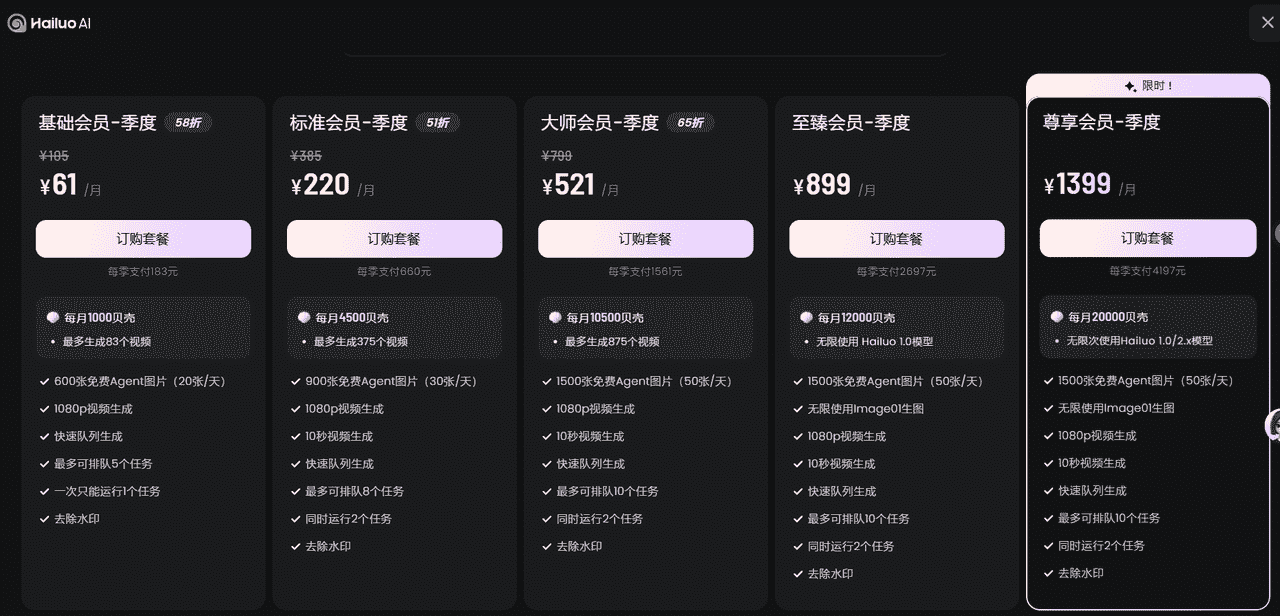 Hailuo AI
基础会员-季度 58折
¥105
¥61 /月
订购套餐
每季支付183元
每月1000贝壳
• 最多生成83个视频
600张免费Agent图片（20张/天）
1080p视频生成
快速队列生成
最多可排队5个任务
一次只能运行1个任务
去除水印
标准会员-季度 51折
¥385
¥220 /月
订购套餐
每季支付660元
每月4500贝壳
• 最多生成375个视频
900张免费Agent图片（30张/天）
1080p视频生成
10秒视频生成
快速队列生成
最多可排队8个任务
同时运行2个任务
去除水印
大师会员-季度 65折
¥799
¥521 /月
订购套餐
每季支付1561元
每月10500贝壳
• 最多生成875个视频
1500张免费Agent图片（50张/天）
1080p视频生成
10秒视频生成
快速队列生成
最多可排队10个任务
同时运行2个任务
去除水印
至臻会员-季度
¥899 /月
订购套餐
每季支付2697元
每月12000贝壳
• 无限使用 Hailuo 1.0模型
1500张免费Agent图片（50张/天）
无限使用Image01生图
1080p视频生成
10秒视频生成
快速队列生成
最多可排队10个任务
同时运行2个任务
去除水印
限时！
尊享会员-季度
¥1399 /月
订购套餐
每季支付4197元
每月20000贝壳
• 无限次使用Hailuo 1.0/2.x模型
1500张免费Agent图片（50张/天）
无限使用Image01生图
1080p视频生成
10秒视频生成
快速队列生成
最多可排队10个任务
同时运行2个任务
去除水印